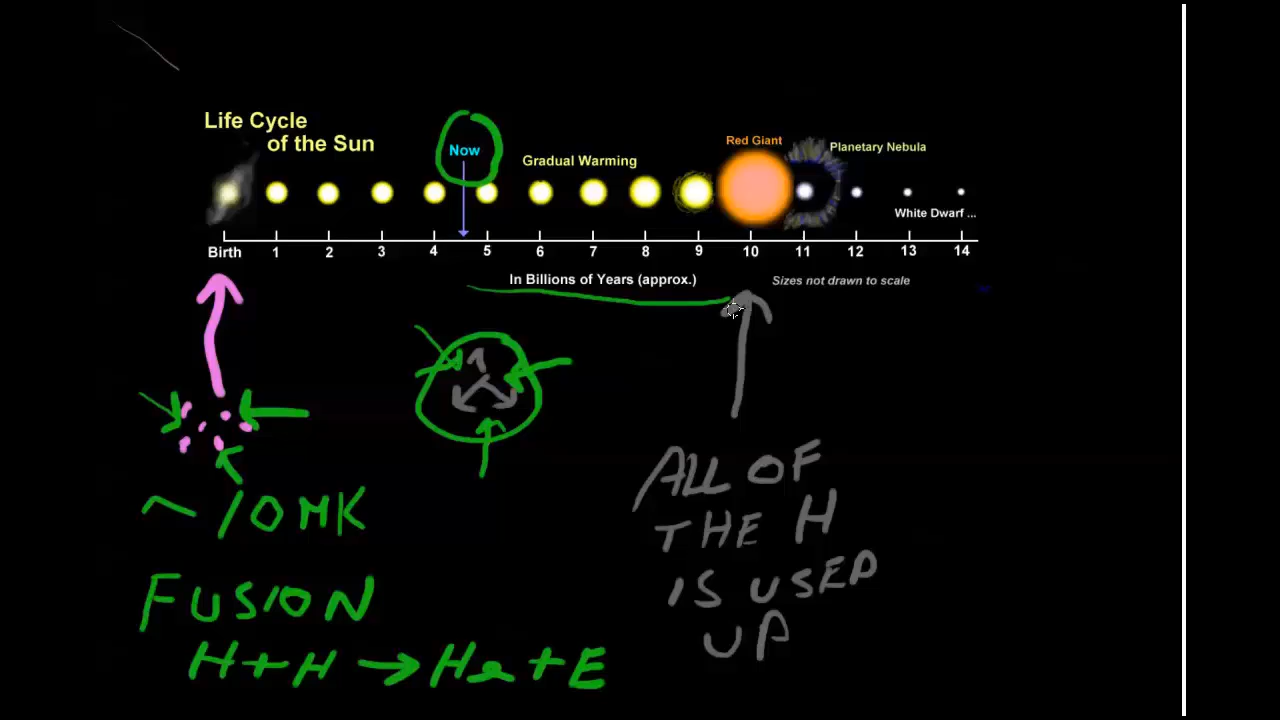 Life Cycle
of the Sun
Now
Gradual Warming
Red Giant
Planetary Nebula
White Dwarf ...
Birth 1 2 3 4 5 6 7 8 9 10 11 12 13 14
In Billions of Years (approx.)
Sizes not drawn to scale
~10MK
FUSION
H+H→He+E
ALL OF
THE H
IS USED
UP